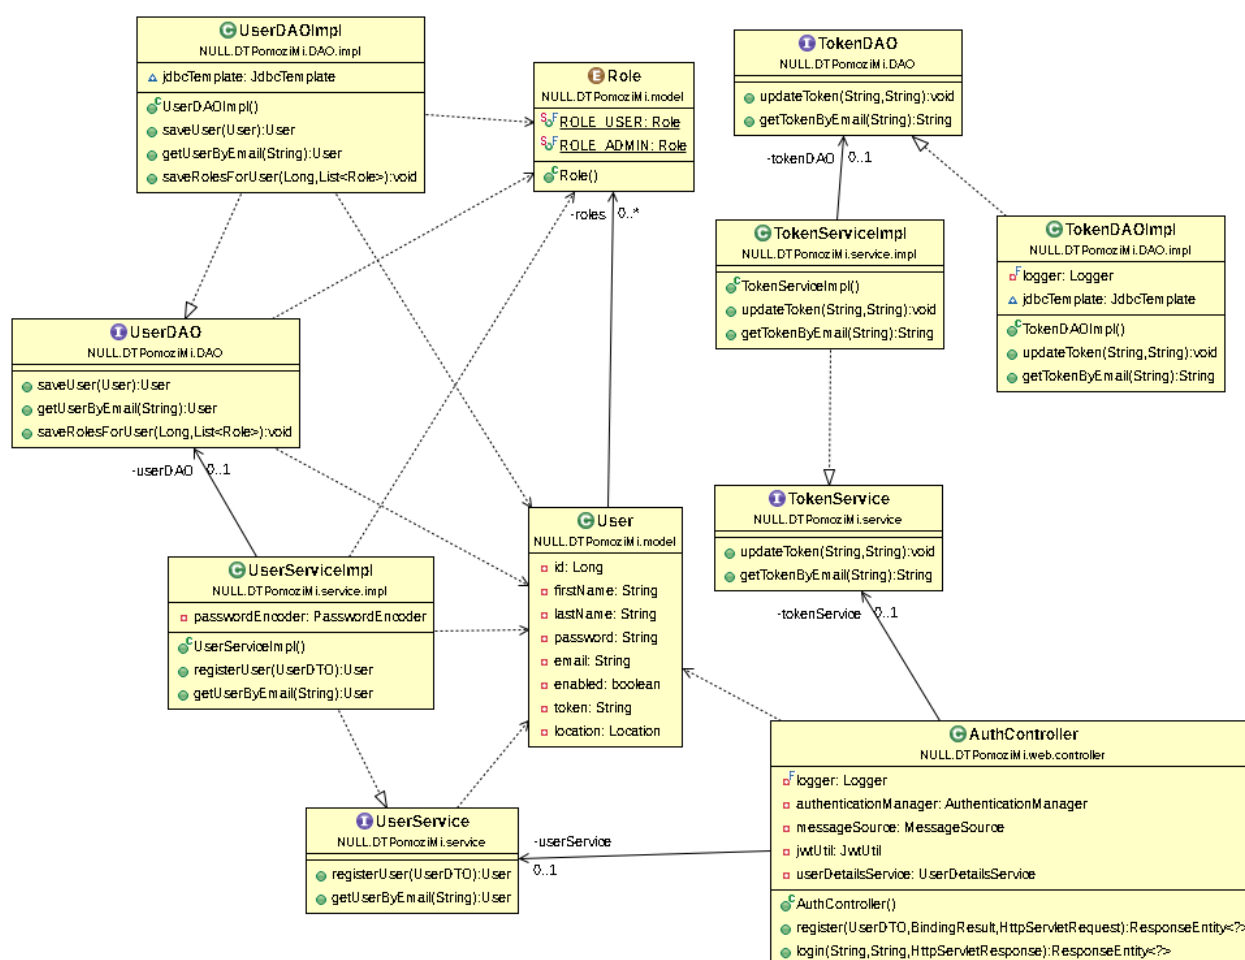 UserDAOImpl
NULL.DTPomoziMi.DAO.impl
jdbcTemplate: JdbcTemplate
UserDAOImpl()
saveUser(User):User
getUserByEmail(String):User
saveRolesForUser(Long,List<Role>):void
Role
NULL.DTPomoziMi.model
ROLE_USER: Role
ROLE_ADMIN: Role
Role()
TokenDAO
NULL.DTPomoziMi.DAO
updateToken(String,String):void
getTokenByEmail(String):String
-tokenDAO 0..1
-roles 0..*
TokenServiceImpl
NULL.DTPomoziMi.service.impl
TokenServiceImpl()
updateToken(String,String):void
getTokenByEmail(String):String
TokenDAOImpl
NULL.DTPomoziMi.DAO.impl
logger: Logger
jdbcTemplate: JdbcTemplate
TokenDAOImpl()
updateToken(String,String):void
getTokenByEmail(String):String
UserDAO
NULL.DTPomoziMi.DAO
saveUser(User):User
getUserByEmail(String):User
saveRolesForUser(Long,List<Role>):void
-userDAO 0..1
TokenService
NULL.DTPomoziMi.service
updateToken(String,String):void
getTokenByEmail(String):String
-tokenService 0..1
User
NULL.DTPomoziMi.model
id: Long
firstName: String
lastName: String
password: String
email: String
enabled: boolean
token: String
location: Location
UserServiceImpl
NULL.DTPomoziMi.service.impl
passwordEncoder: PasswordEncoder
UserServiceImpl()
registerUser(UserDTO):User
getUserByEmail(String):User
UserService
NULL.DTPomoziMi.service
registerUser(UserDTO):User
getUserByEmail(String):User
-userService
0..1
AuthController
NULL.DTPomoziMi.web.controller
logger: Logger
authenticationManager: AuthenticationManager
messageSource: MessageSource
jwtUtil: JwtUtil
userDetailsService: UserDetailsService
AuthController()
register(UserDTO,BindingResult,HttpServletRequest):ResponseEntity<?>
login(String,String,HttpServletResponse):ResponseEntity<?>